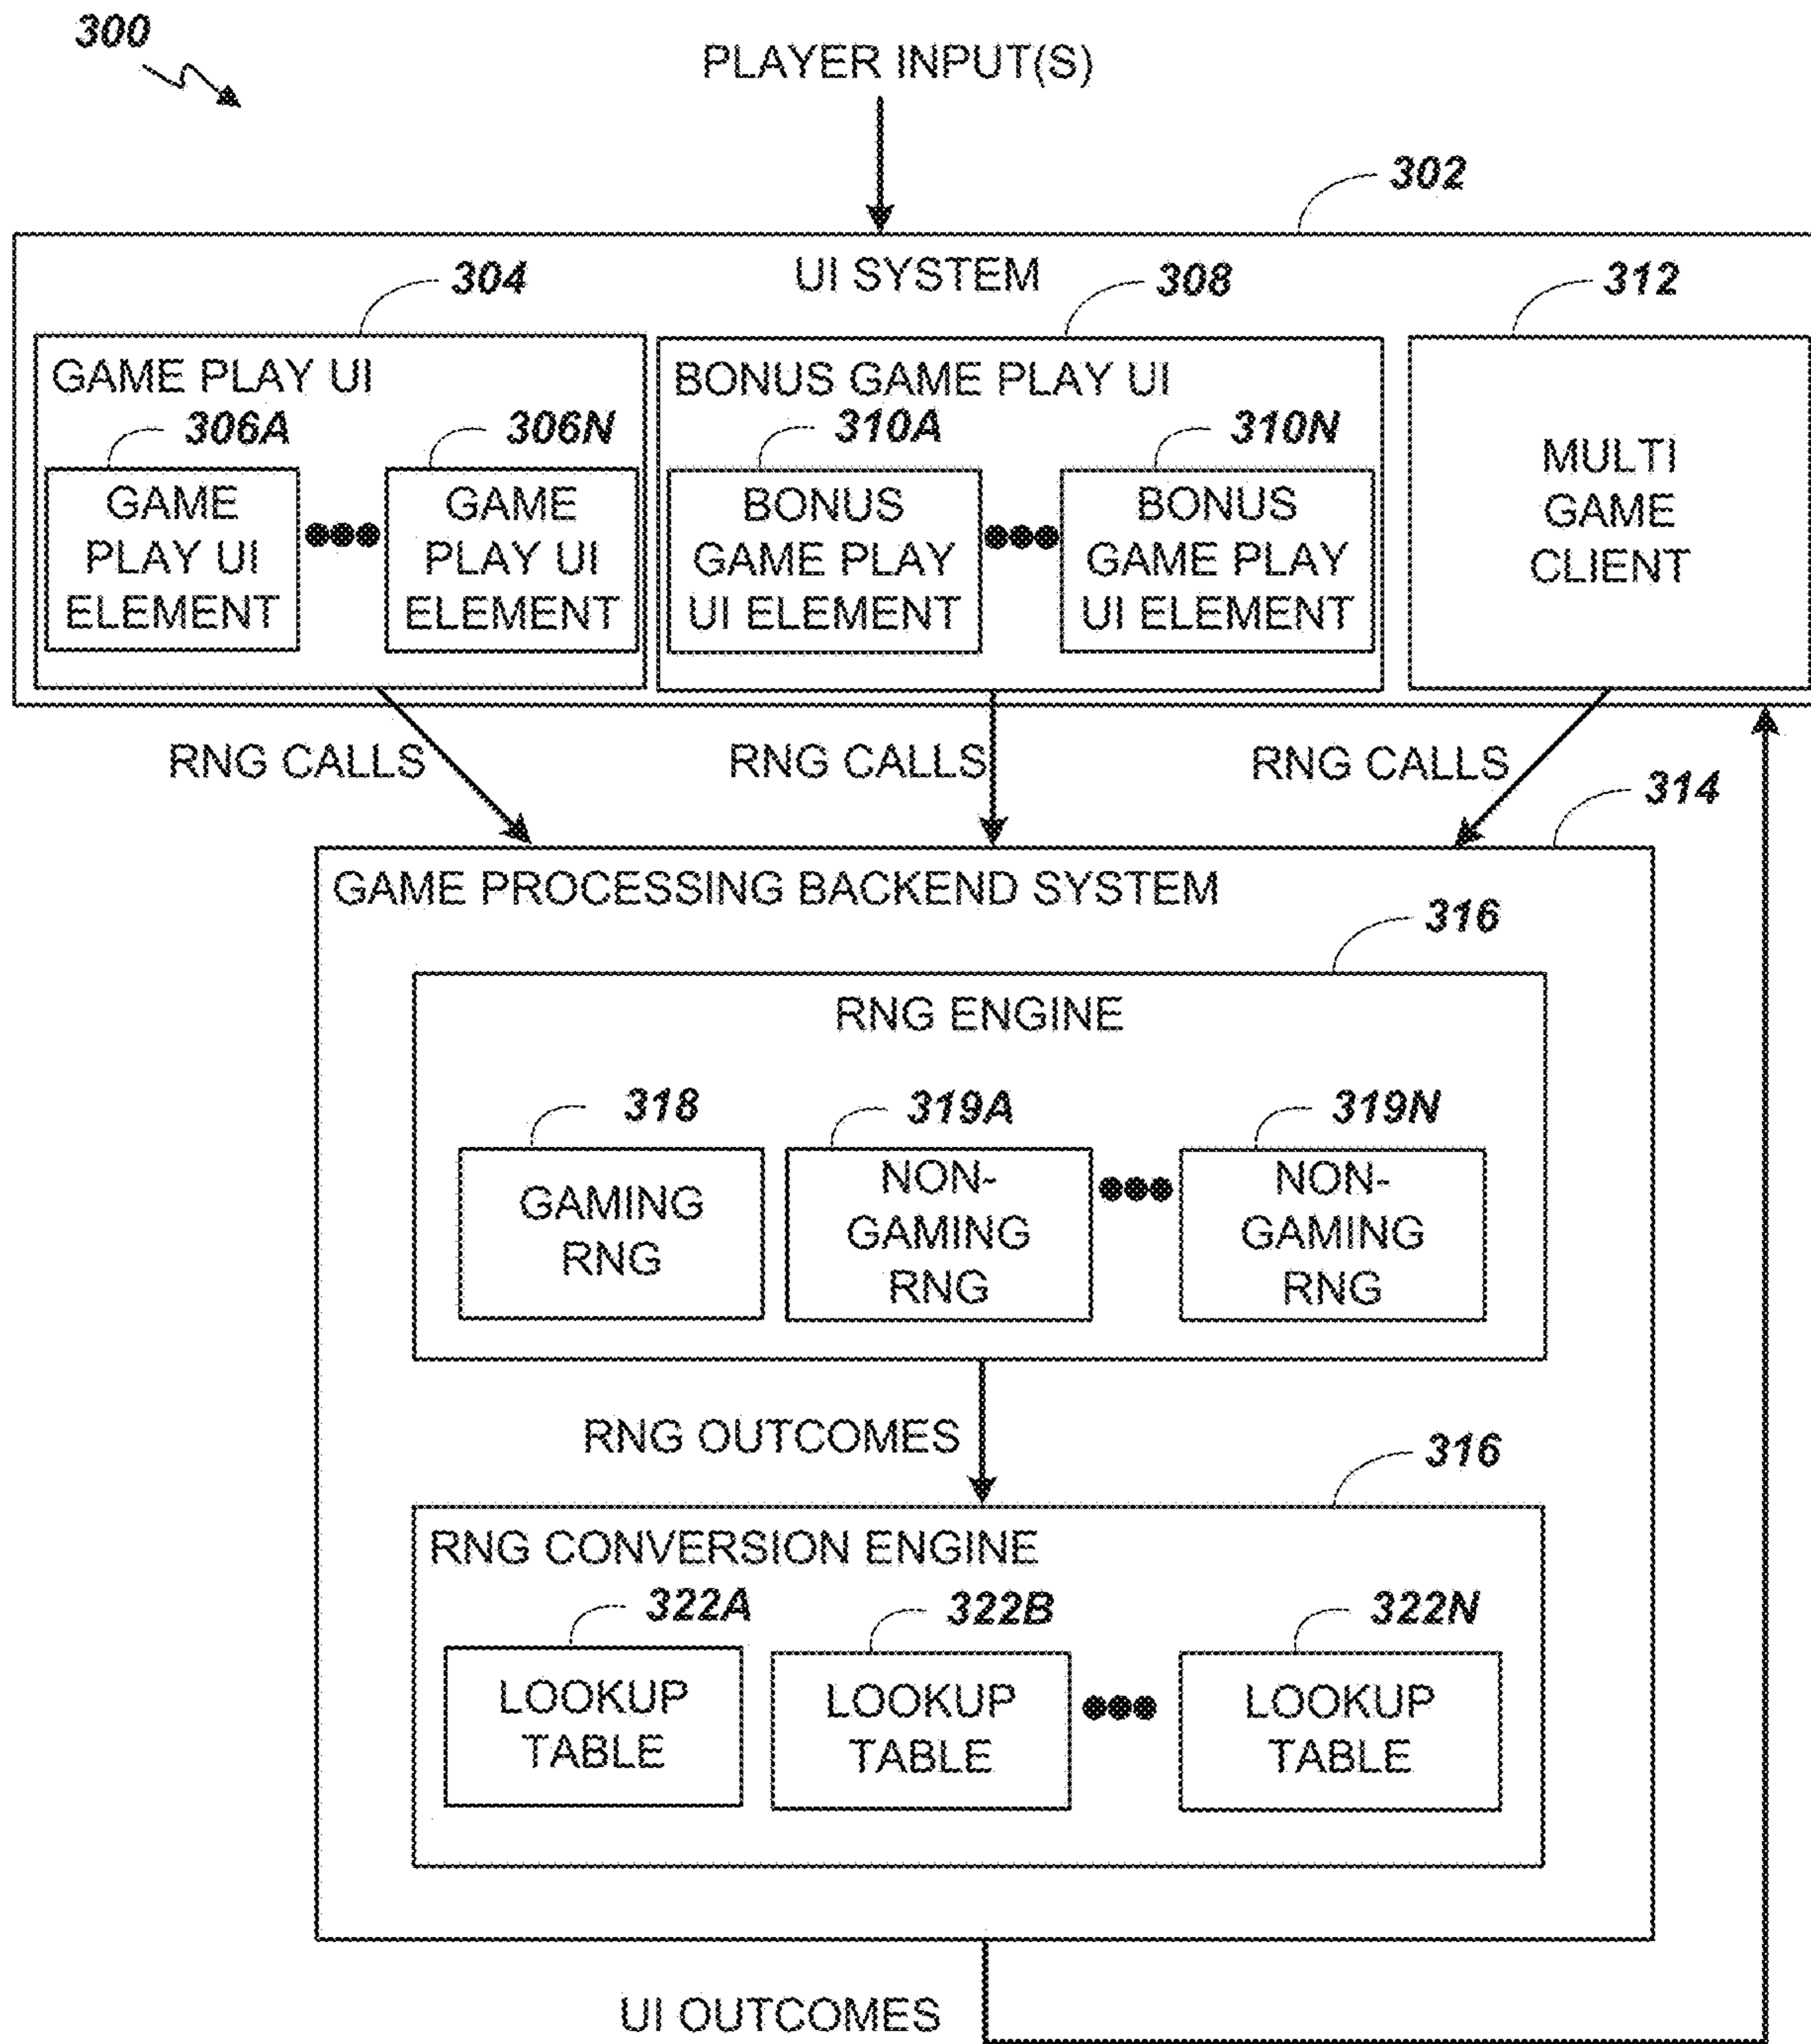 300
PLAYER INPUT(S)
302
UI SYSTEM
304
308
312
GAME PLAY UI
BONUS GAME PLAY UI
306A
306N
310A
310N
GAME
PLAY UI
ELEMENT
GAME
PLAY UI
ELEMENT
BONUS
GAME PLAY
UI ELEMENT
BONUS
GAME PLAY
UI ELEMENT
MULTI
GAME
CLIENT
RNG CALLS
RNG CALLS
RNG CALLS
314
GAME PROCESSING BACKEND SYSTEM
316
RNG ENGINE
318
319A
319N
GAMING
RNG
NON-
GAMING
RNG
NON-
GAMING
RNG
RNG OUTCOMES
316
RNG CONVERSION ENGINE
322A
322B
322N
LOOKUP
TABLE
LOOKUP
TABLE
LOOKUP
TABLE
UI OUTCOMES